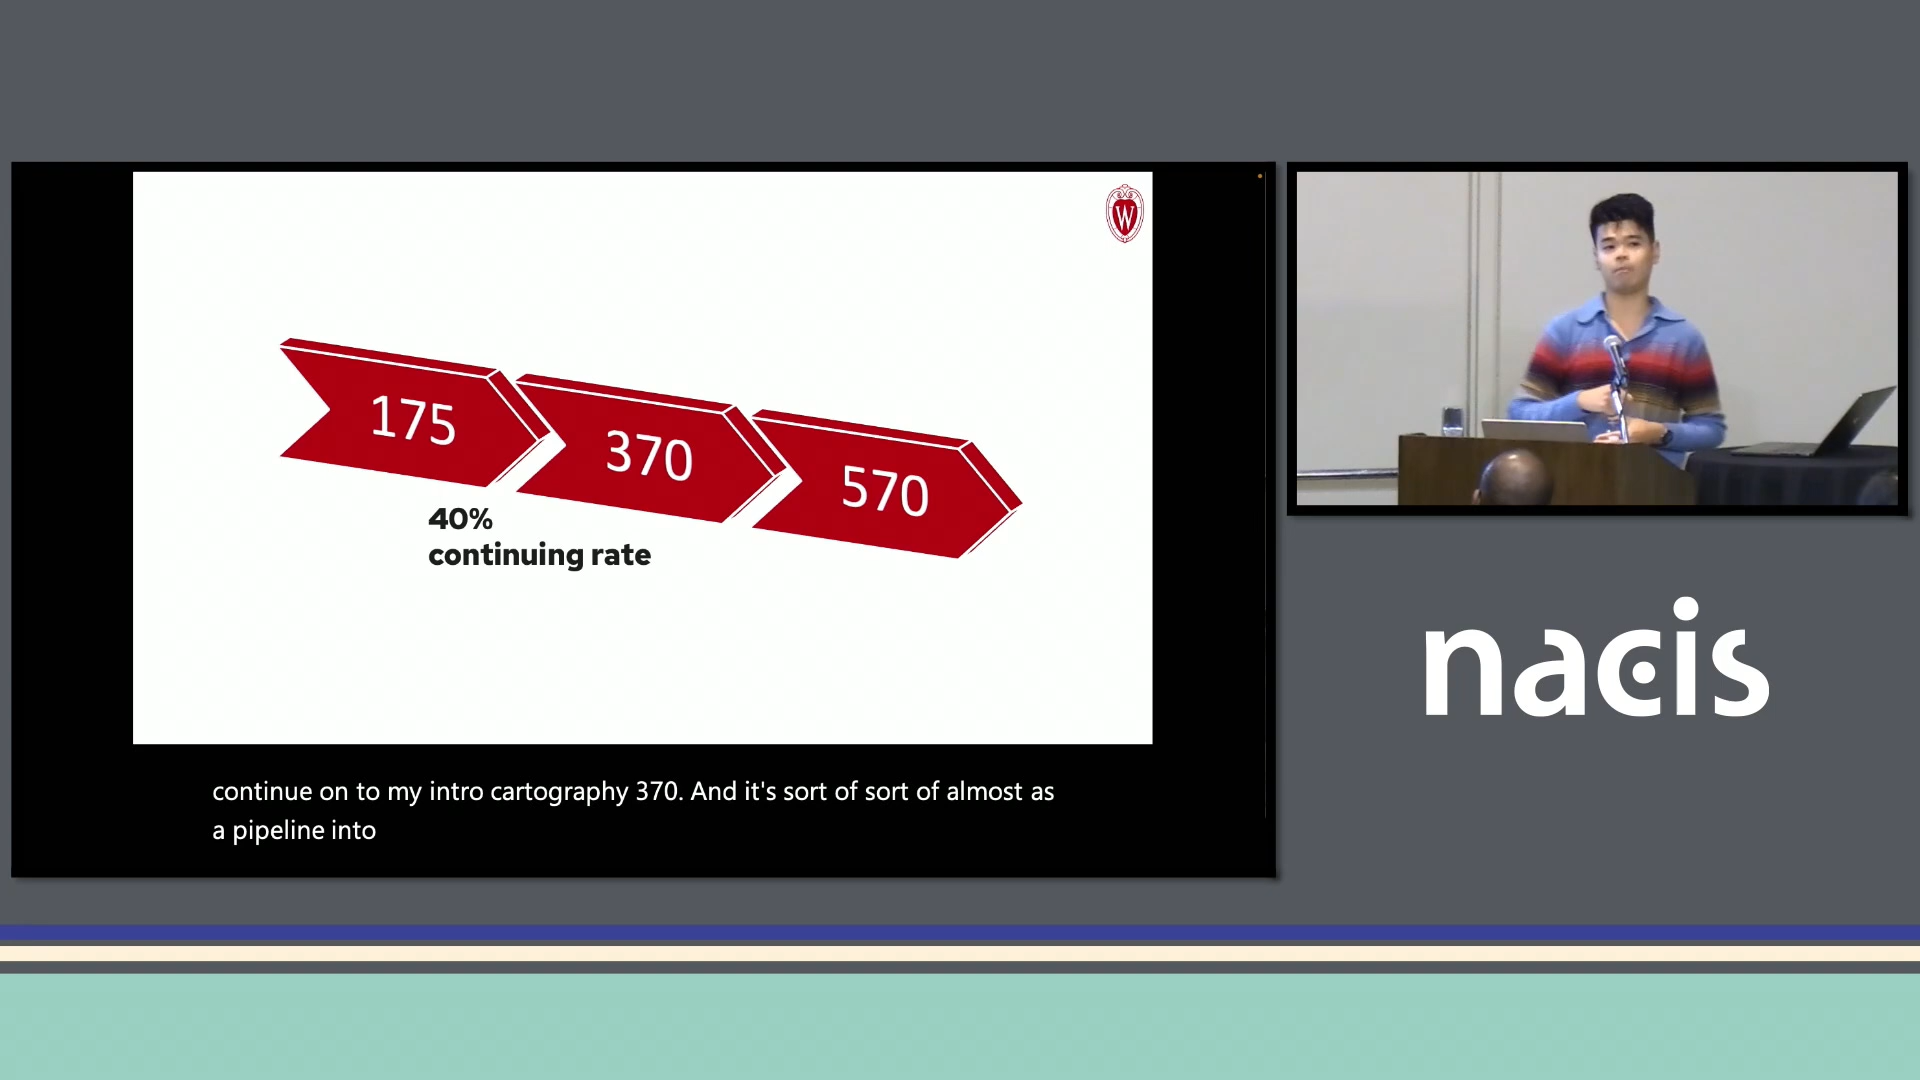 W
175
370
570
40%
continuing rate
continue on to my intro cartography 370. And it's sort of sort of almost as
a pipeline into
nacis